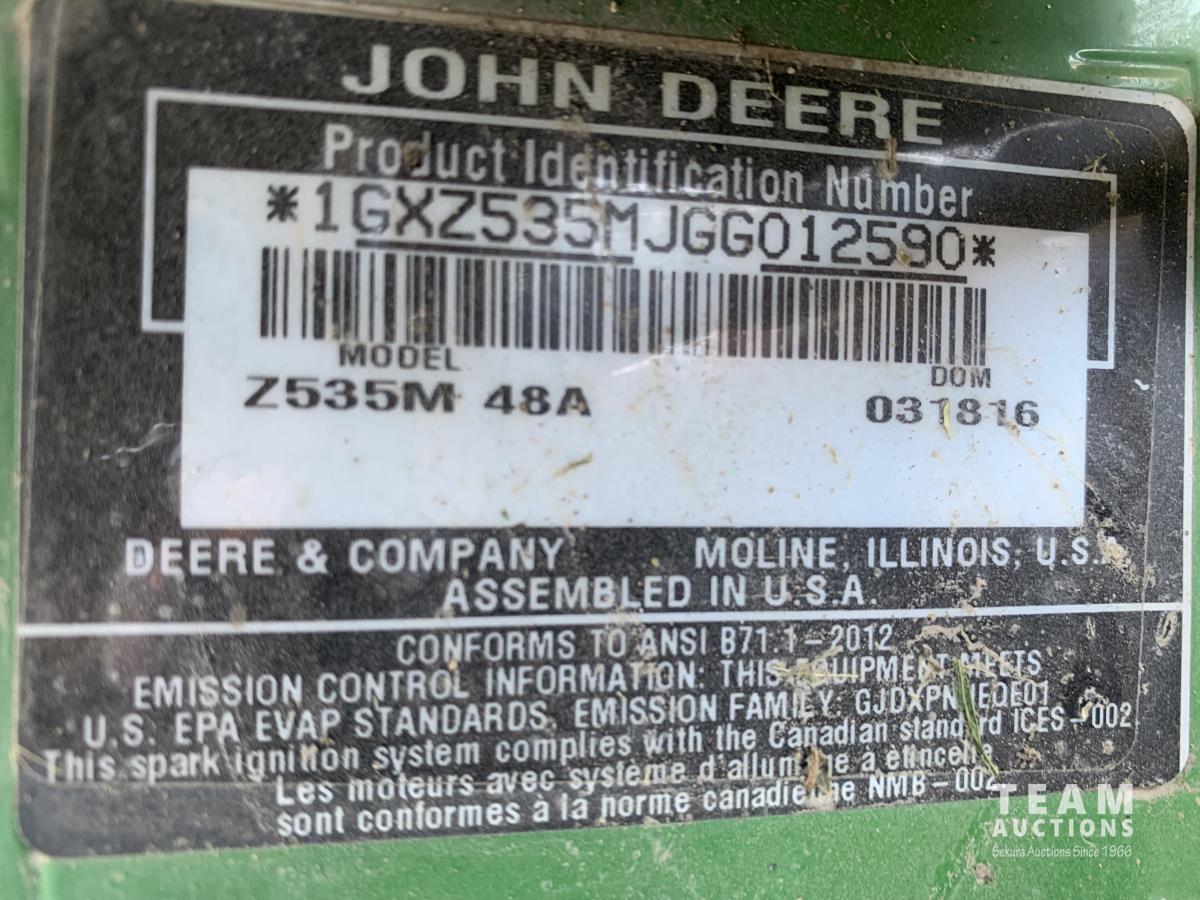 JOHN DEERE
Product Identification Number
*1GXZ535MJGG012590*
MODEL
DOM
Z535M 48A
031816
DEERE & COMPANY MOLINE, ILLINOIS, U.S.A
ASSEMBLED IN U.S.A.
CONFORMS TO ANSI B71.1-2012
EMISSION CONTROL INFORMATION: THIS EQUIPMENT MEETS
U.S. EPA EVAP STANDARDS. EMISSION FAMILY:
This spark ignition system complies with the Canadian standard ICES-002.
Les moteurs avec système d'allumage à étincelle
sont conformes à la norme canadienne NMB-002
TEAM
AUCTIONS
Sekura Auctions Since 1966